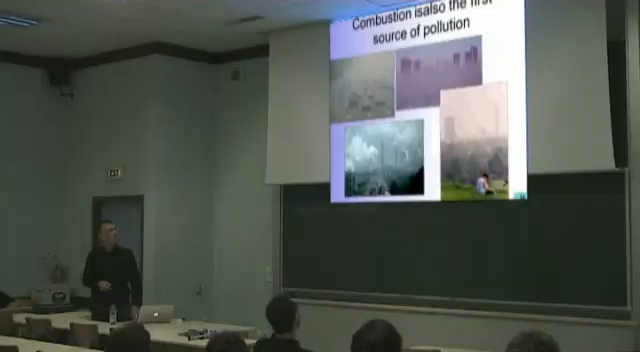 Combustion isalso the first
source of pollution